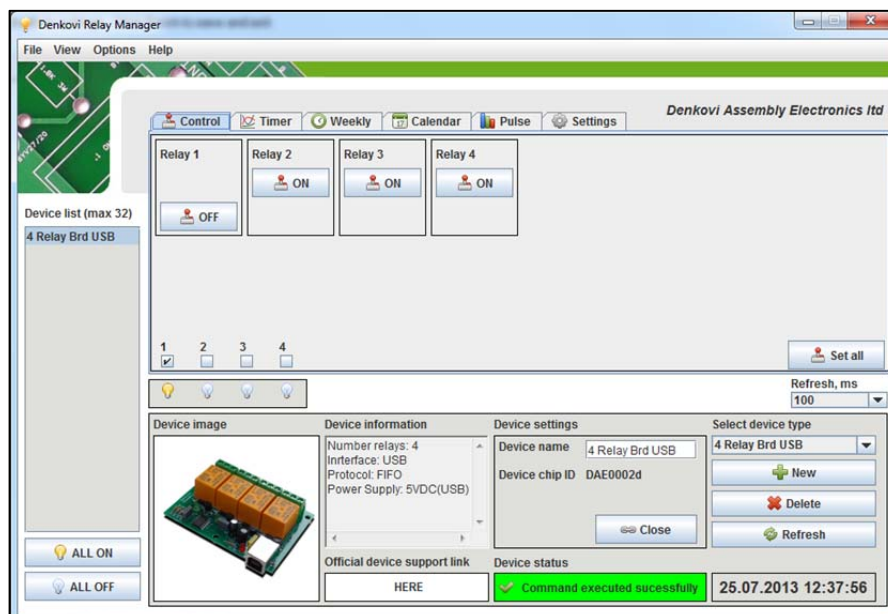 Denkovi Relay Manager
File View Options Help
Control Timer Weekly Calendar Pulse Settings
Denkovi Assembly Electronics ltd
Relay 1 Relay 2 Relay 3 Relay 4
ON ON ON
OFF
Device list (max 32)
4 Relay Brd USB
1 2 3 4
Set all
Refresh, ms
100
Device image
Device information
Number relays: 4
Inrterface: USB
Protocol: FIFO
Power Supply: 5VDC(USB)
Official device support link
HERE
Device settings
Device name 4 Relay Brd USB
Device chip ID DAE0002d
Close
Device status
Command executed sucessfully
Select device type
4 Relay Brd USB
New
Delete
Refresh
25.07.2013 12:37:56
ALL ON
ALL OFF